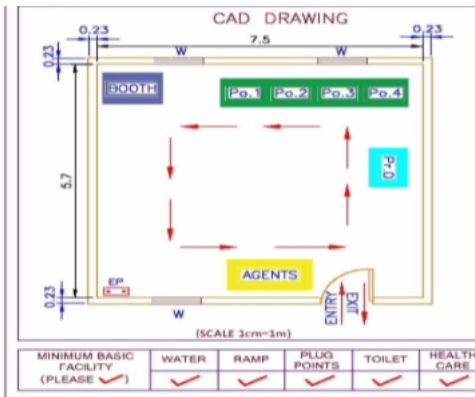 CAD DRAWING
0.23 7.5 0.23
W W
0.23
BOOTH Po.1 Po.2 Po.3 Po.4
Pr.O
5.7
AGENTS
EP
0.23
W
ENTRY EXIT
(SCALE 1cm=1m)
MINIMUM BASIC FACILITY (PLEASE ✓) WATER RAMP PLUG POINTS TOILET HEALTH CARE
✓ ✓ ✓ ✓ ✓